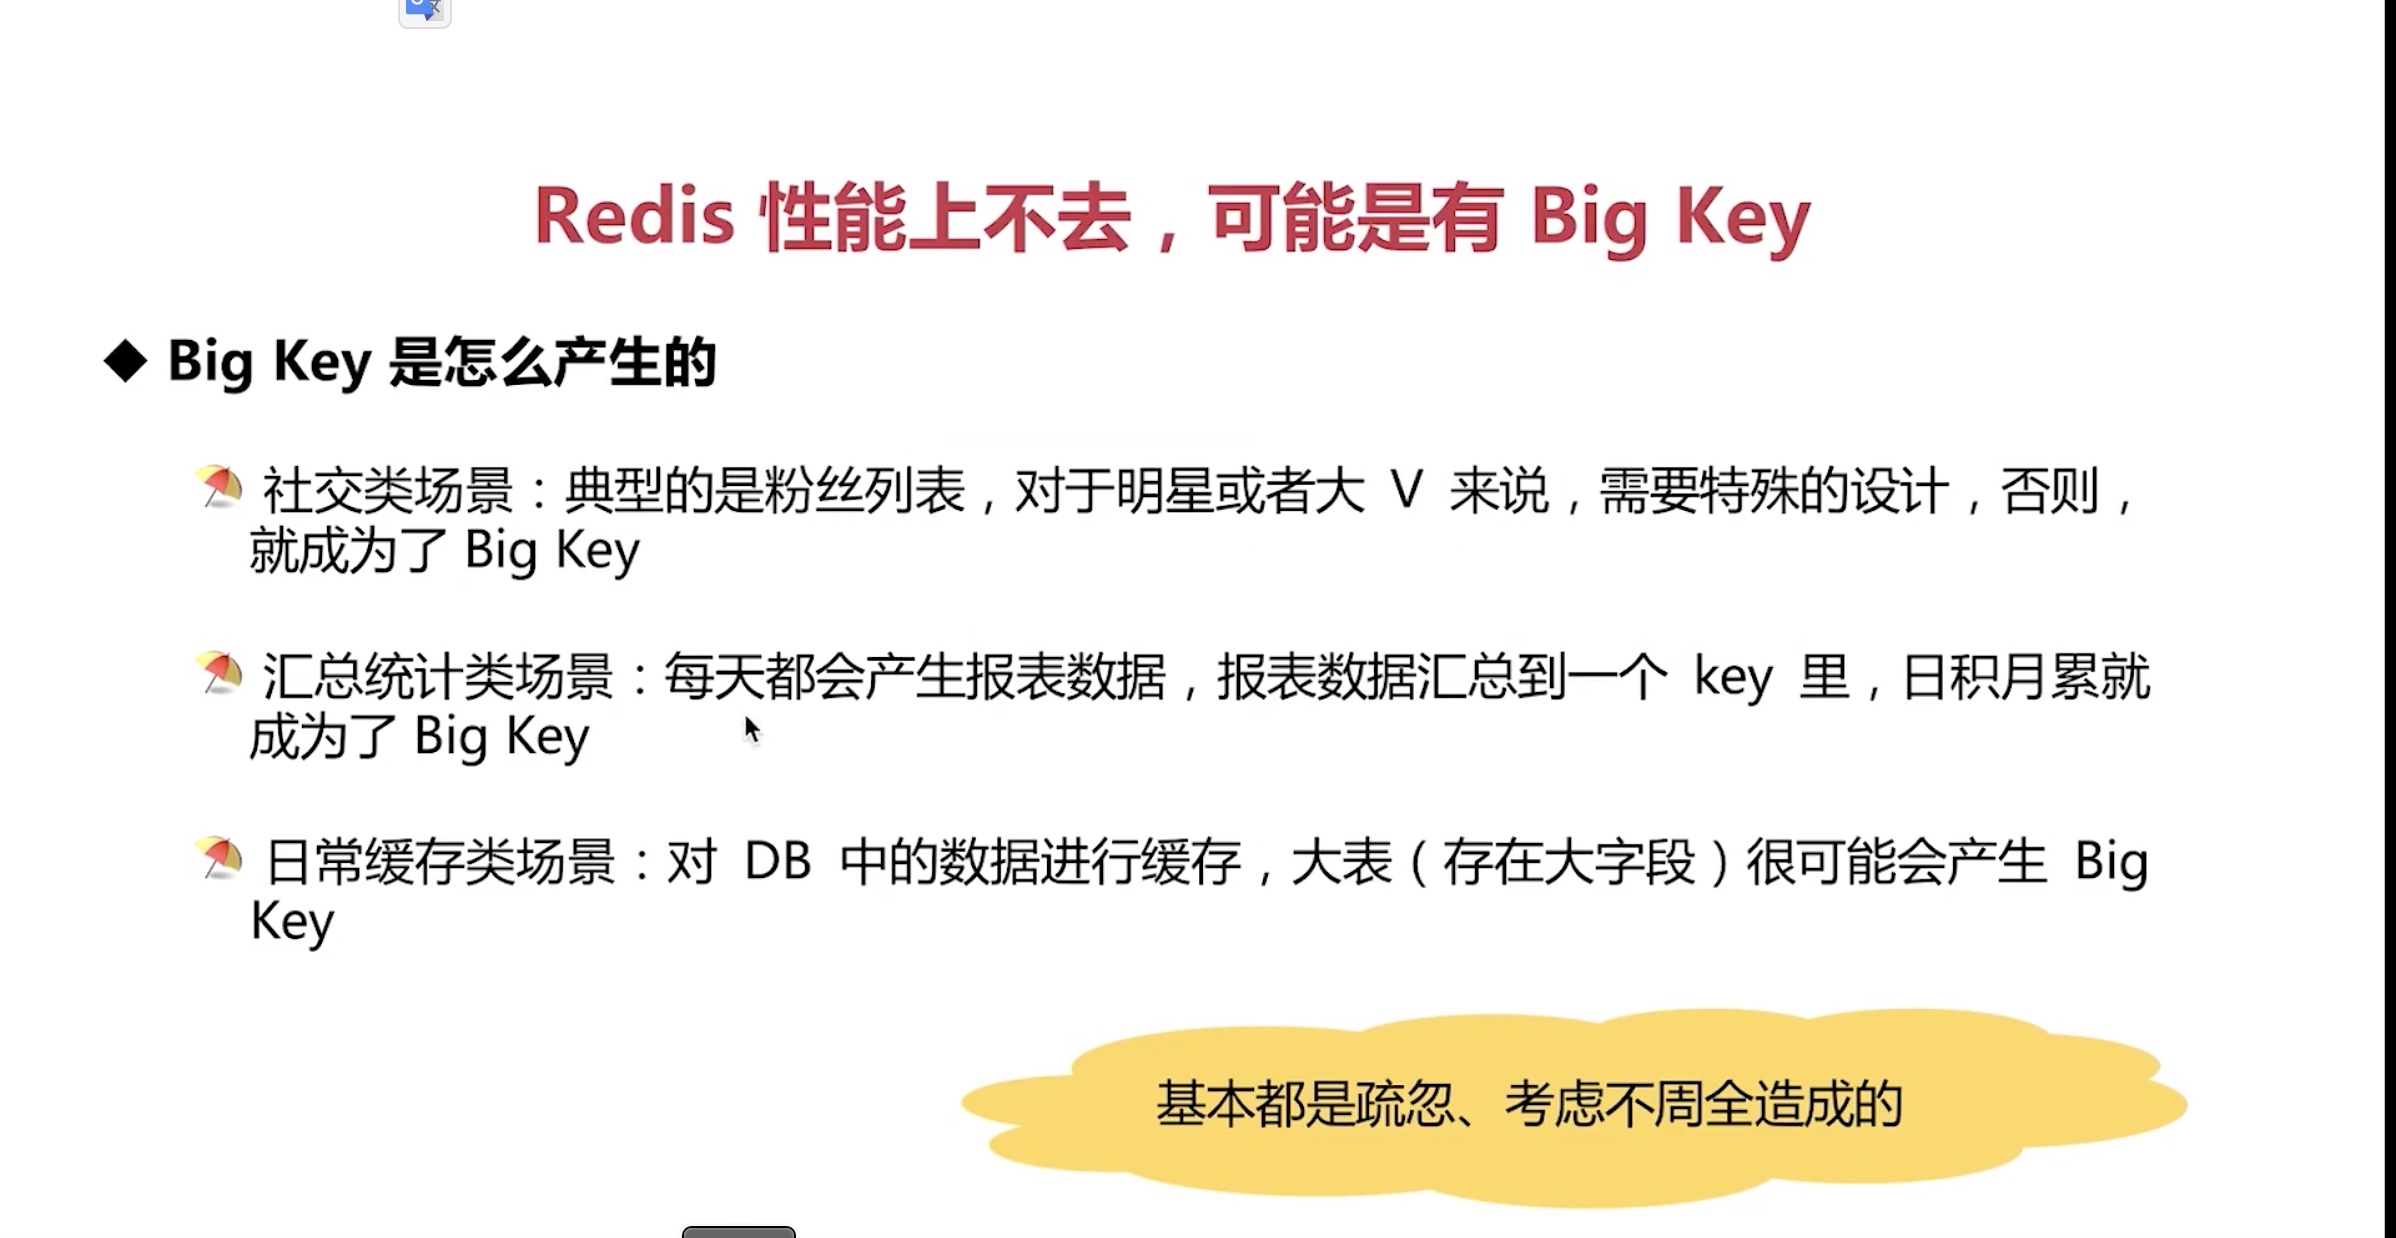 Redis 性能上不去，可能是有 Big Key
Big Key 是怎么产生的
社交类场景：典型的是粉丝列表，对于明星或者大 V 来说，需要特殊的设计，否则，
就成为了 Big Key
汇总统计类场景：每天都会产生报表数据，报表数据汇总到一个 key 里，日积月累就
成为了 Big Key
日常缓存类场景：对 DB 中的数据进行缓存，大表（存在大字段）很可能会产生 Big
Key
基本都是疏忽、考虑不周全造成的